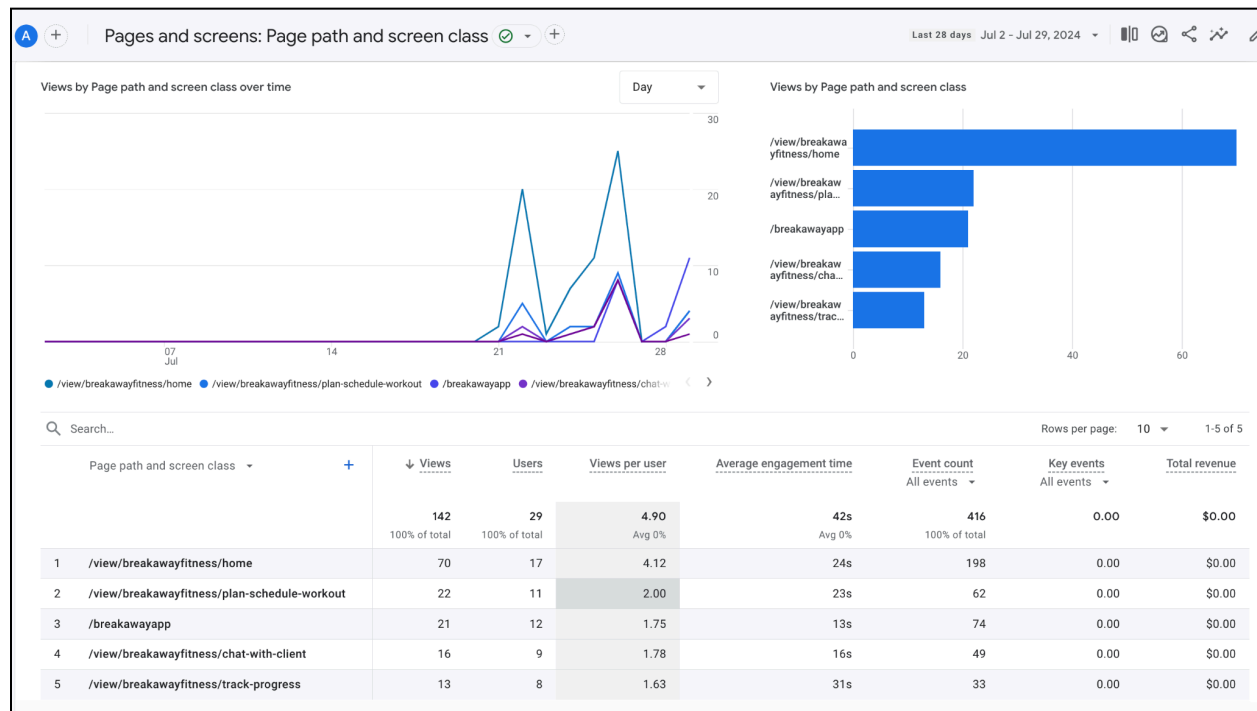 A
Pages and screens: Page path and screen class
Last 28 days Jul 2 - Jul 29, 2024
Views by Page path and screen class over time
Day
30
20
10
0
07
Jul
14
21
28
/view/breakawayfitness/home /view/breakawayfitness/plan-schedule-workout /breakawayapp /view/breakawayfitness/chat-w
Views by Page path and screen class
/view/breakawa
yfitness/home
/view/breakaw
ayfitness/pla...
/breakawayapp
/view/breakaw
ayfitness/cha...
/view/breakaw
ayfitness/trac...
0 20 40 60
Search...
Rows per page: 10 1-5 of 5
Page path and screen class + Views Users Views per user Average engagement time Event count Key events Total revenue
All events All events
142 29 4.90 42s 416 0.00 $0.00
100% of total 100% of total Avg 0% Avg 0% 100% of total
1 /view/breakawayfitness/home 70 17 4.12 24s 198 0.00 $0.00
2 /view/breakawayfitness/plan-schedule-workout 22 11 2.00 23s 62 0.00 $0.00
3 /breakawayapp 21 12 1.75 13s 74 0.00 $0.00
4 /view/breakawayfitness/chat-with-client 16 9 1.78 16s 49 0.00 $0.00
5 /view/breakawayfitness/track-progress 13 8 1.63 31s 33 0.00 $0.00